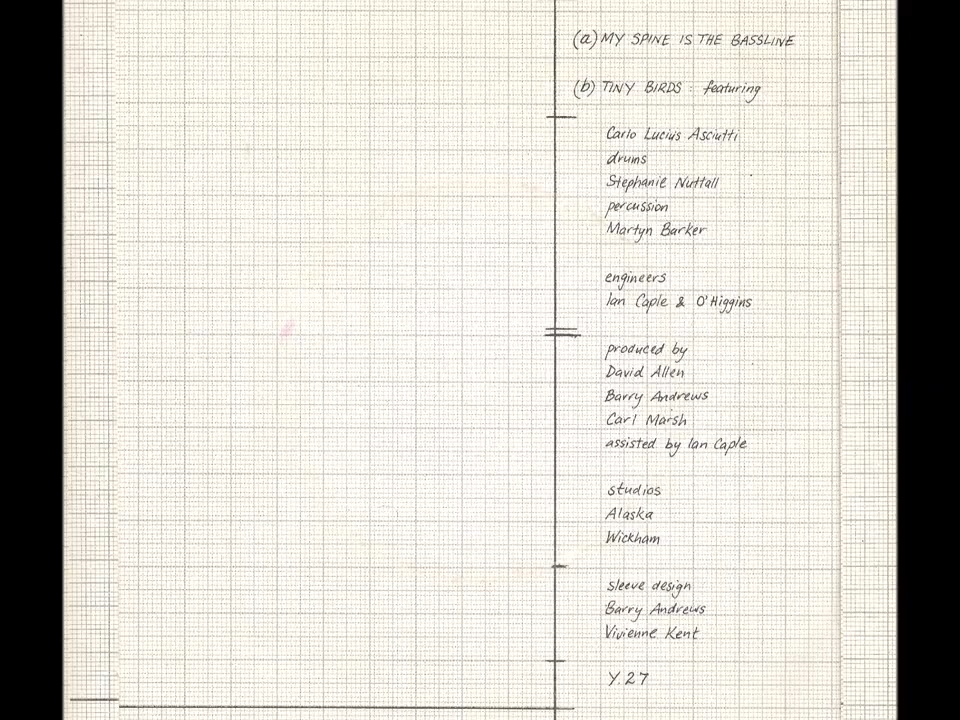 (a) MY SPINE IS THE BASSLINE
(b) TINY BIRDS : featuring
Carlo Lucius Asciutti
drums
Stephanie Nuttall
percussion
Martyn Barker
engineers
Ian Caple & O'Higgins
produced by
David Allen
Barry Andrews
Carl Marsh
assisted by Ian Caple
studios
Alaska
Wickham
sleeve design
Barry Andrews
Vivienne Kent
Y.27